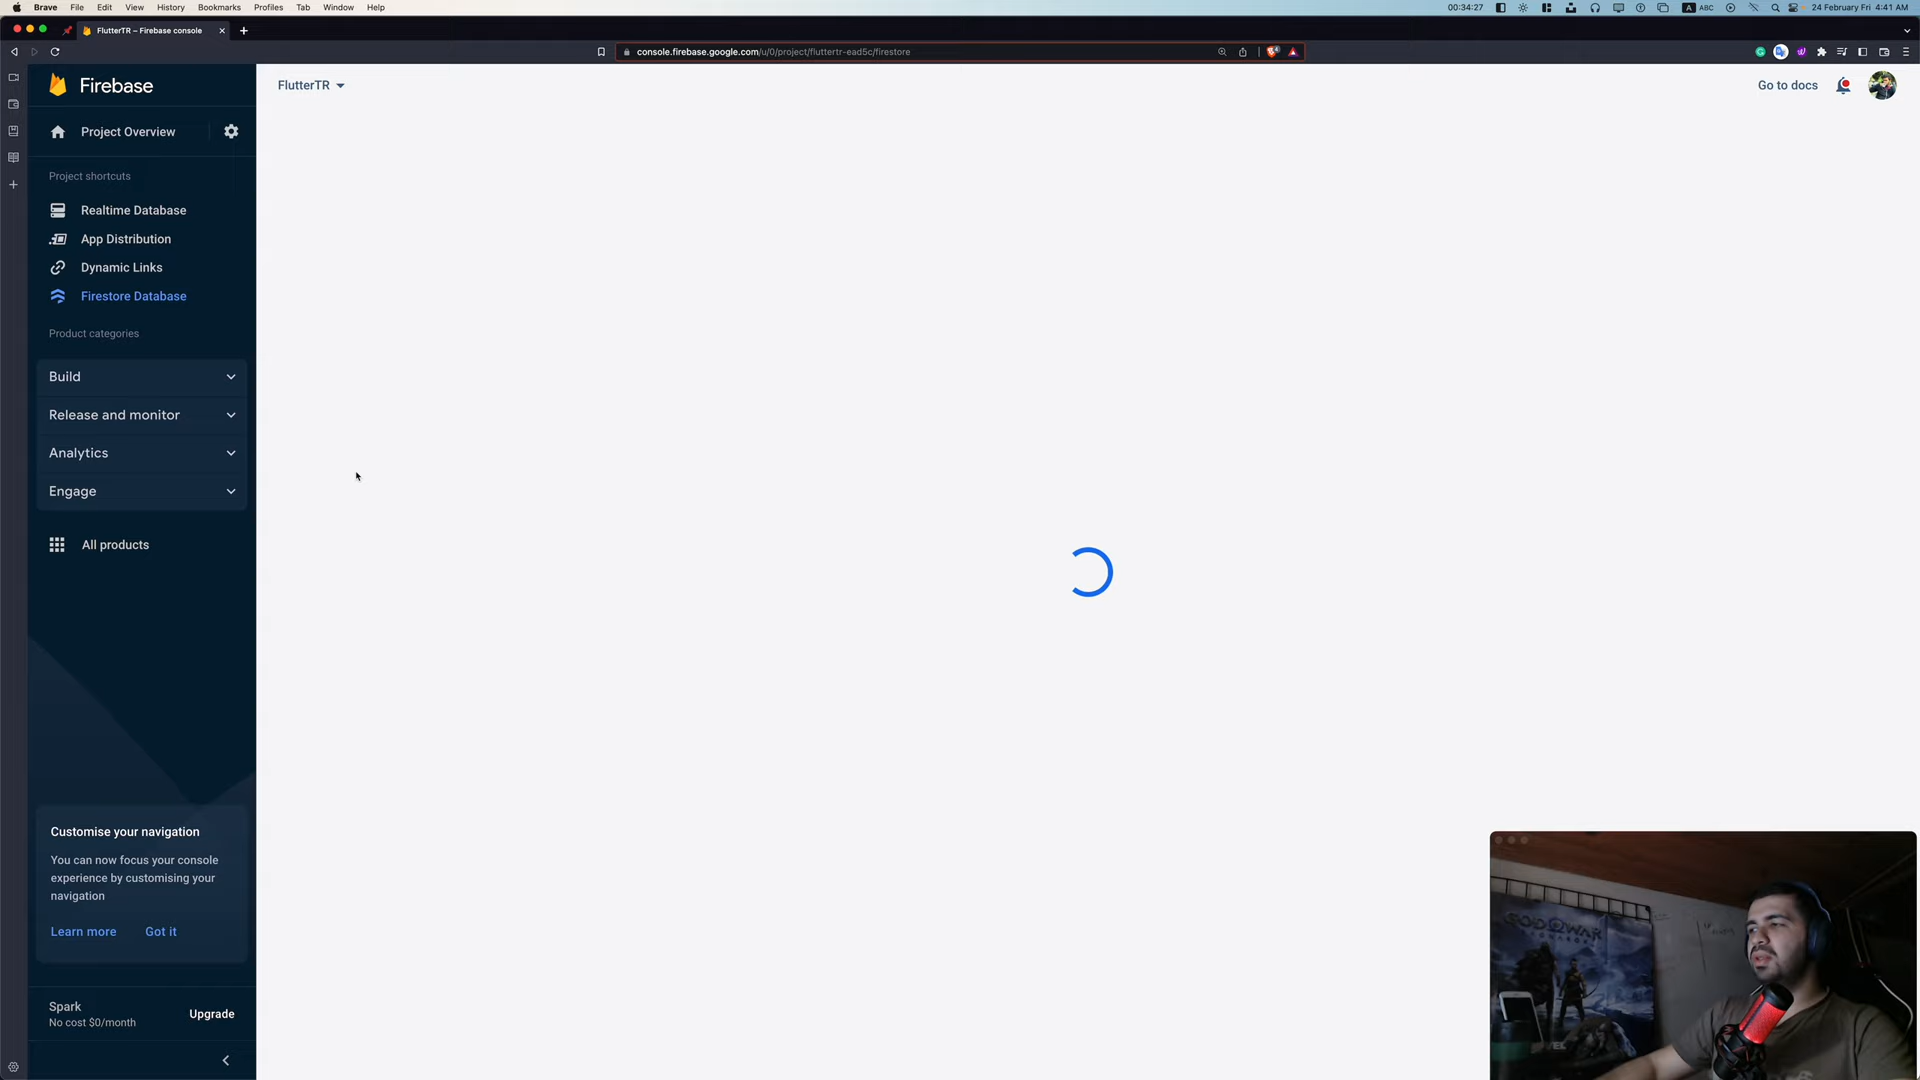 Brave File Edit View History Bookmarks Profiles Tab Window Help
00:34:27 A ABC 24 February Fri 4:41 AM
FlutterTR – Firebase console
console.firebase.google.com/u/0/project/fluttertr-ead5c/firestore
Firebase
FlutterTR
Go to docs
Project Overview
Project shortcuts
Realtime Database
App Distribution
Dynamic Links
Firestore Database
Product categories
Build
Release and monitor
Analytics
Engage
All products
Customise your navigation
You can now focus your console
experience by customising your
navigation
Learn more Got it
Spark
No cost $0/month
Upgrade
GOD OF WAR